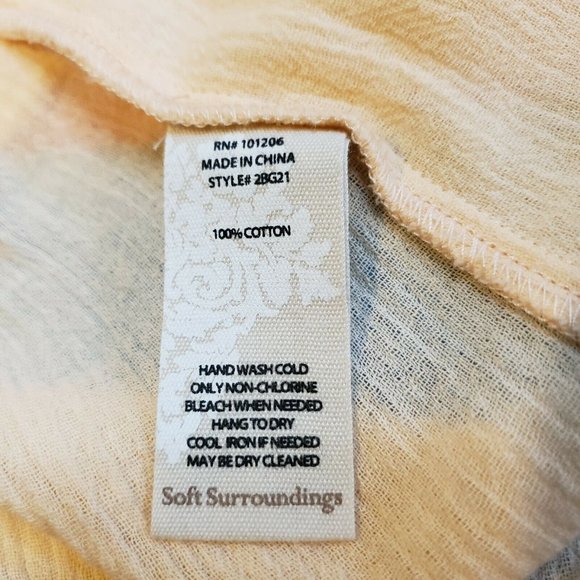 RN# 101206
MADE IN CHINA
STYLE# 2BG21
100% COTTON
HAND WASH COLD
ONLY NON-CHLORINE
BLEACH WHEN NEEDED
HANG TO DRY
COOL IRON IF NEEDED
MAY BE DRY CLEANED
Soft Surroundings